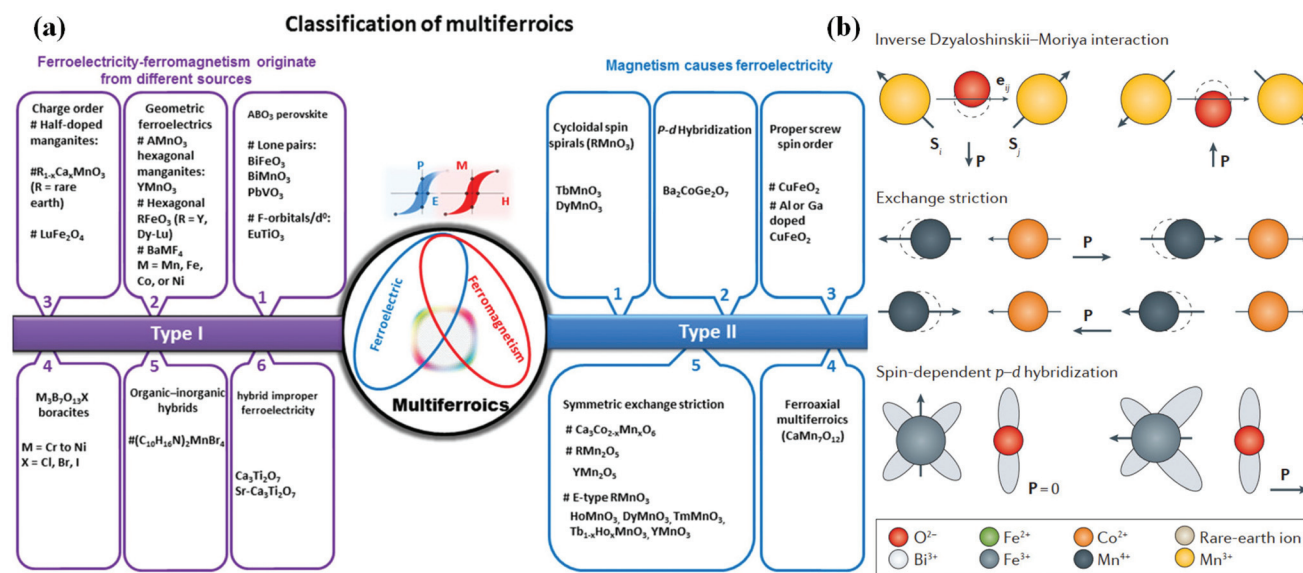 (a)
Classification of multiferroics
Ferroelectricity-ferromagnetism originate
from different sources
Charge order
# Half-doped
manganites:
#R₁₋ₓCaₓMnO₃
(R = rare
earth)
# LuFe₂O₄
3
Geometric
ferroelectrics
# AMnO₃
hexagonal
manganites:
YMnO₃
# Hexagonal
RFeO₃ (R = Y,
Dy-Lu)
# BaMF₄
M = Mn, Fe,
Co, or Ni
2
ABO₃ perovskite
# Lone pairs:
BiFeO₃
BiMnO₃
PbVO₃
# F-orbitals/d⁰:
EuTiO₃
1
P
E
M
H
Magnetism causes ferroelectricity
Cycloidal spin
spirals (RMnO₃)
TbMnO₃
DyMnO₃
1
P-d Hybridization
Ba₂CoGe₂O₇
2
Proper screw
spin order
# CuFeO₂
# Al or Ga
doped
CuFeO₂
3
Type I
Ferroelectric
Ferromagnetism
Multiferroics
Type II
4
M₃B₇O₁₃X
boracites
M = Cr to Ni
X = Cl, Br, I
5
Organic–inorganic
hybrids
#(C₁₀H₁₆N)₂MnBr₄
6
hybrid improper
ferroelectricity
Ca₃Ti₂O₇
Sr-Ca₃Ti₂O₇
5
Symmetric exchange striction
# Ca₃Co₂₋ₓMnₓO₆
# RMn₂O₅
YMn₂O₅
# E-type RMnO₃
HoMnO₃, DyMnO₃, TmMnO₃,
Tb₁₋ₓHoₓMnO₃, YMnO₃
4
Ferroaxial
multiferroics
(CaMn₇O₁₂)
(b)
Inverse Dzyaloshinskii–Moriya interaction
eᵢⱼ
Sᵢ
P
Sⱼ
P
Exchange striction
P
P
Spin-dependent p–d hybridization
P = 0
P
O²⁻
Fe²⁺
Co²⁺
Rare-earth ion
Bi³⁺
Fe³⁺
Mn⁴⁺
Mn³⁺